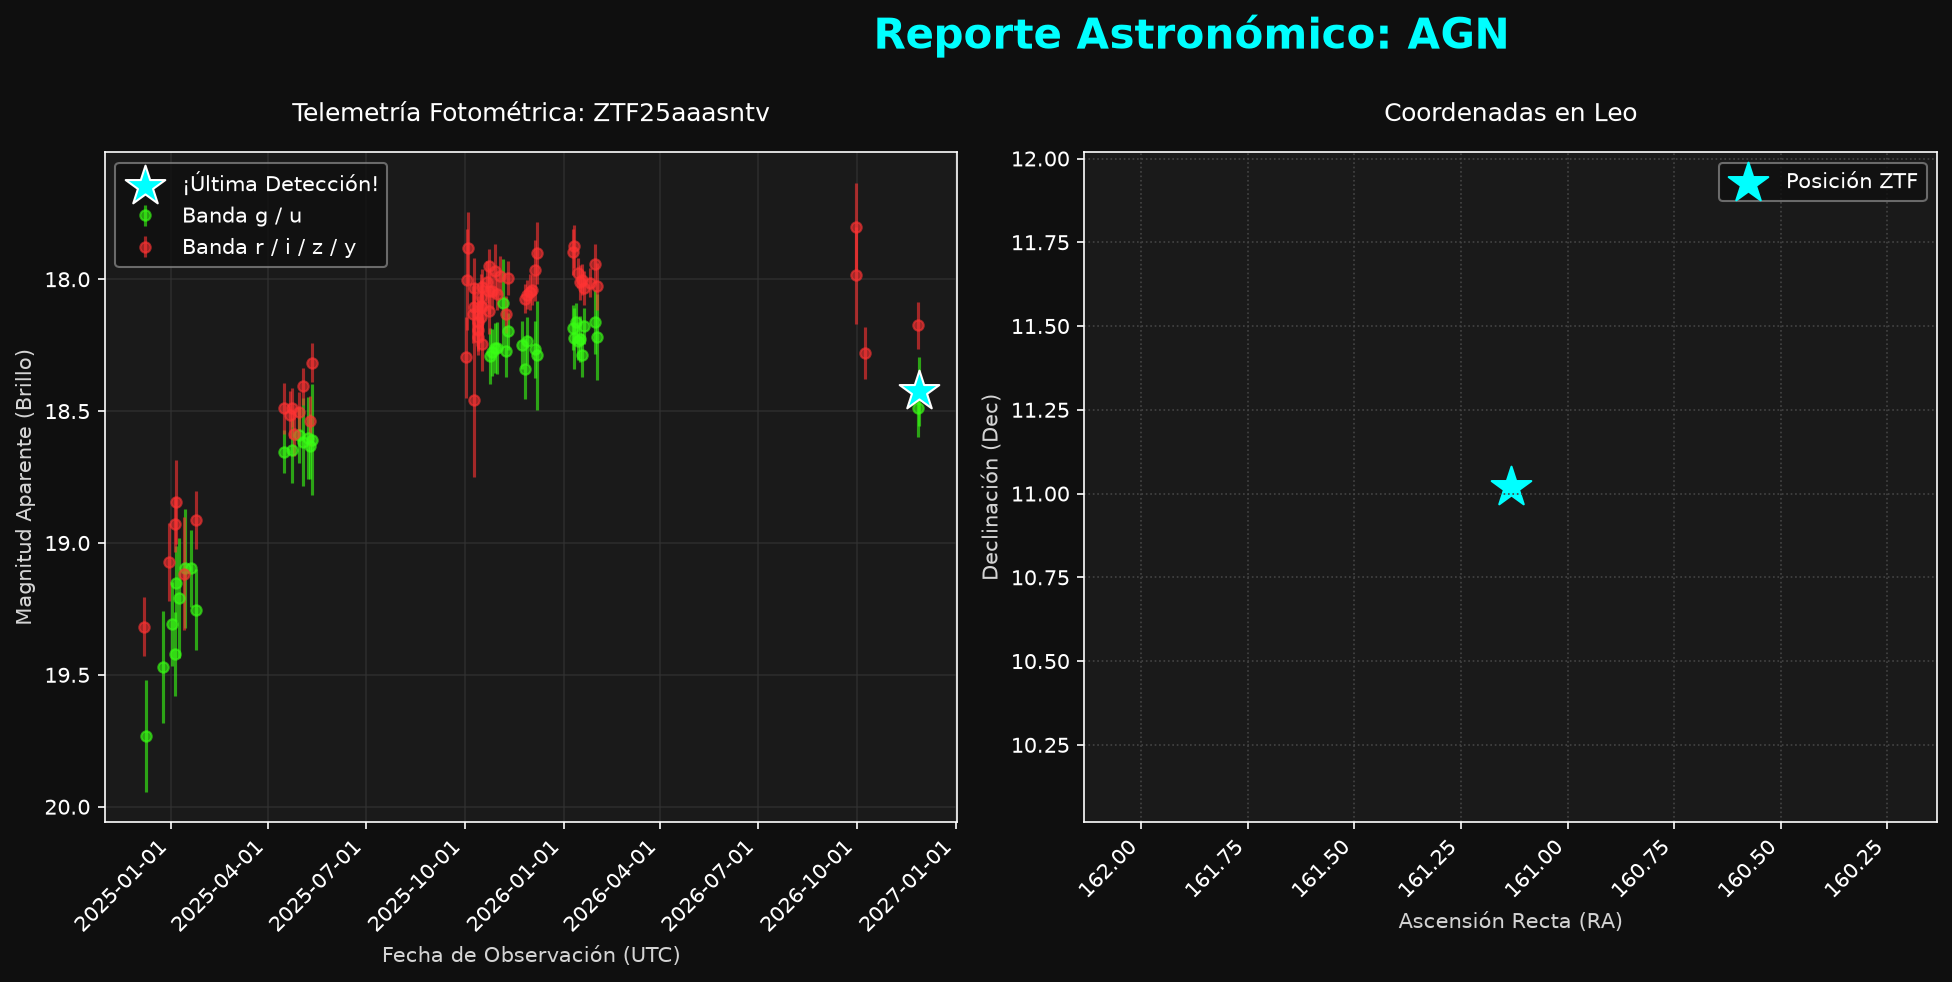 Reporte Astronómico: AGN
Telemetría Fotométrica: ZTF25aaasntv
¡Última Detección!
Banda g / u
Banda r / i / z / y
Magnitud Aparente (Brillo)
18.0
18.5
19.0
19.5
20.0
2025-01-01
2025-04-01
2025-07-01
2025-10-01
2026-01-01
2026-04-01
2026-07-01
2026-10-01
2027-01-01
Fecha de Observación (UTC)
Coordenadas en Leo
Posición ZTF
Declinación (Dec)
12.00
11.75
11.50
11.25
11.00
10.75
10.50
10.25
162.00
161.75
161.50
161.25
161.00
160.75
160.50
160.25
Ascensión Recta (RA)